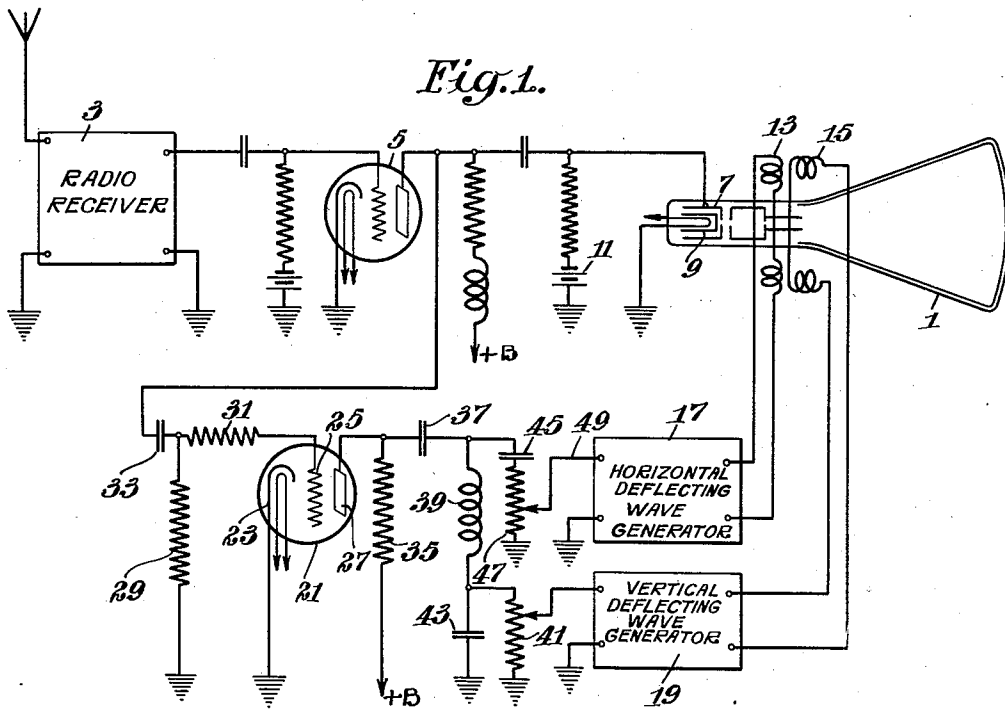 Fig.1.
3
RADIO
RECEIVER
5
7
9
11
13
15
1
+B
31
33
29
25
23
27
21
35
+B
37
39
43
45
47
49
41
17
HORIZONTAL
DEFLECTING
WAVE
GENERATOR
VERTICAL
DEFLECTING
WAVE
GENERATOR
19